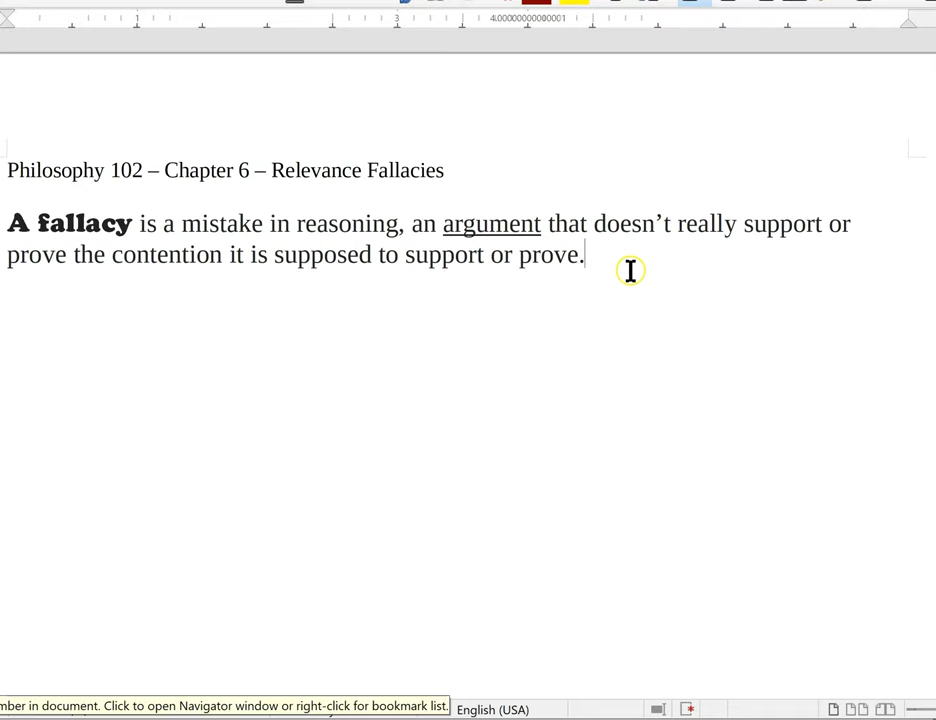 1 3 4.00000000000001
Philosophy 102 – Chapter 6 – Relevance Fallacies
A fallacy is a mistake in reasoning, an argument that doesn’t really support or
prove the contention it is supposed to support or prove.
mber in document. Click to open Navigator window or right-click for bookmark list. English (USA)